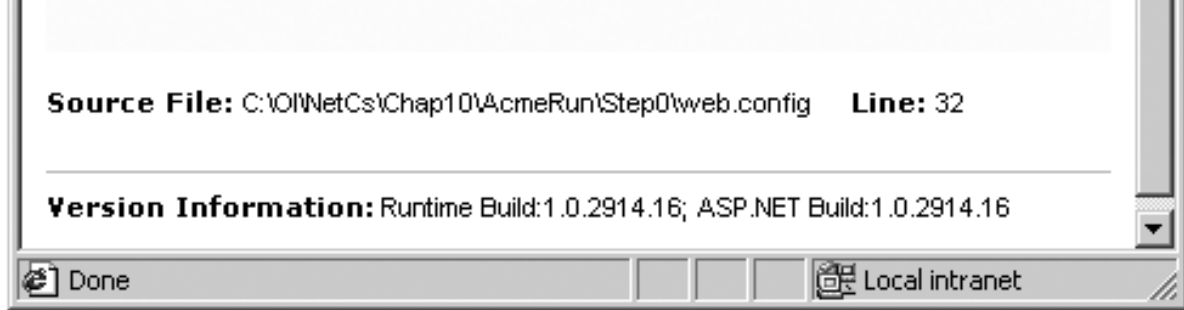 Source File: C:\OI\NetCs\Chap10\AcmeRun\Step0\web.config Line: 32
Version Information: Runtime Build:1.0.2914.16; ASP.NET Build:1.0.2914.16
Done Local intranet